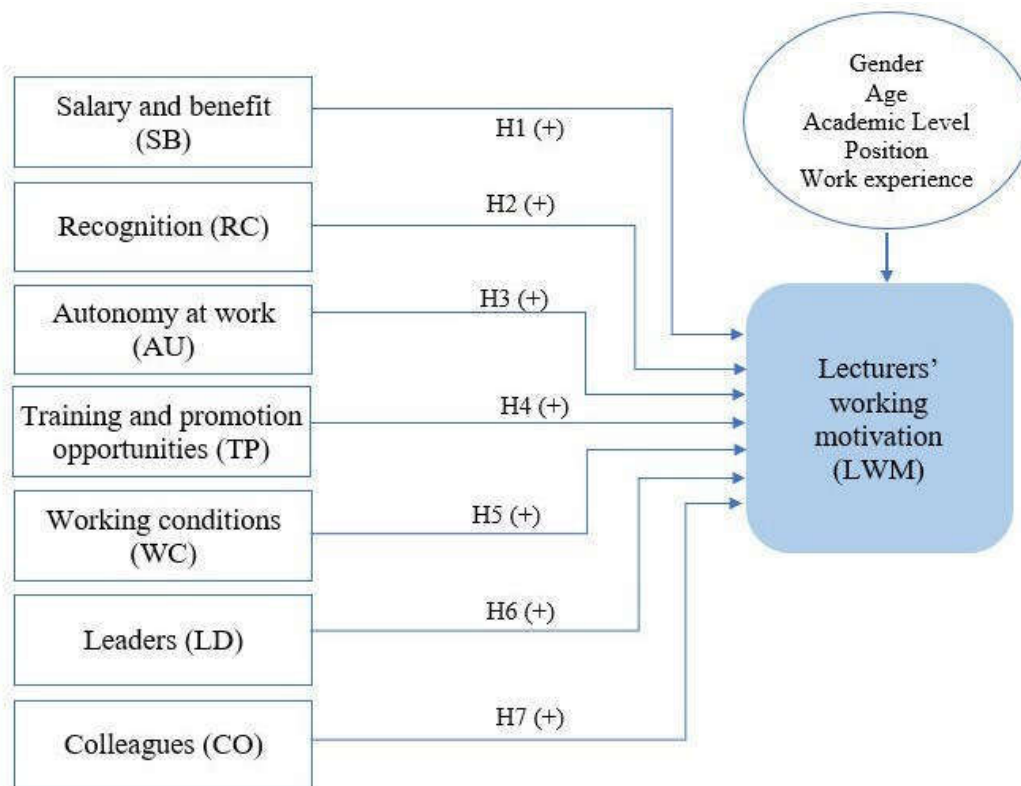 Salary and benefit
(SB)
H1 (+)
Recognition (RC)
H2 (+)
Autonomy at work
(AU)
H3 (+)
Training and promotion
opportunities (TP)
H4 (+)
Working conditions
(WC)
H5 (+)
Leaders (LD)
H6 (+)
Colleagues (CO)
H7 (+)
Gender
Age
Academic Level
Position
Work experience
Lecturers’
working
motivation
(LWM)